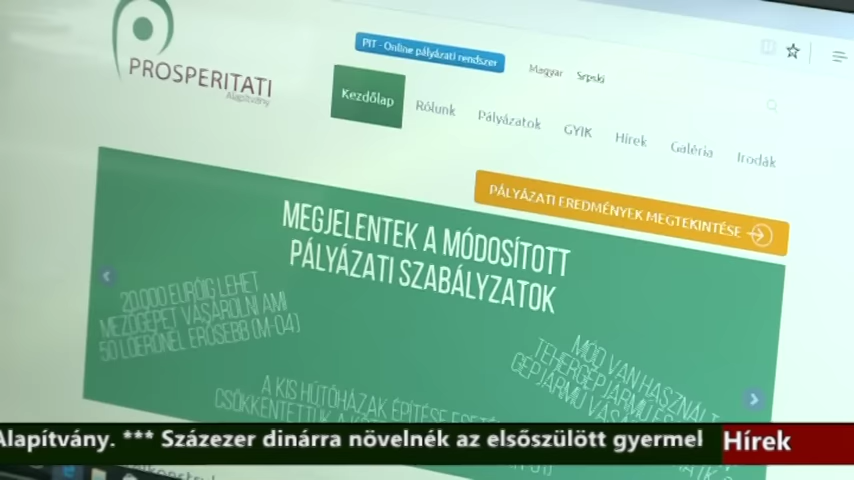 PIT - Online pályázati rendszer
Magyar Srpski
PROSPERITATI
Alapítvány
Kezdőlap Rólunk Pályázatok GYIK Hírek Galéria Irodák
PÁLYÁZATI EREDMÉNYEK MEGTEKINTÉSE
MEGJELENTEK A MÓDOSÍTOTT
PÁLYÁZATI SZABÁLYZATOK
20.000 EURÓIG LEHET
MEZŐGÉPET VÁSÁROLNI AMI
50 LÓERŐNÉL ERŐSEBB (M-04)
MÓD VAN HASZNÁLT
TEHERGÉPJÁRMŰ ÉS
GÉPJÁRMŰ
A KIS HŰTŐHÁZAK ÉPÍTÉSE
CSÖKKENTETTÜK A
Alapítvány. *** Százezer dinárra növelnék az elsőszülött gyermel
Hírek